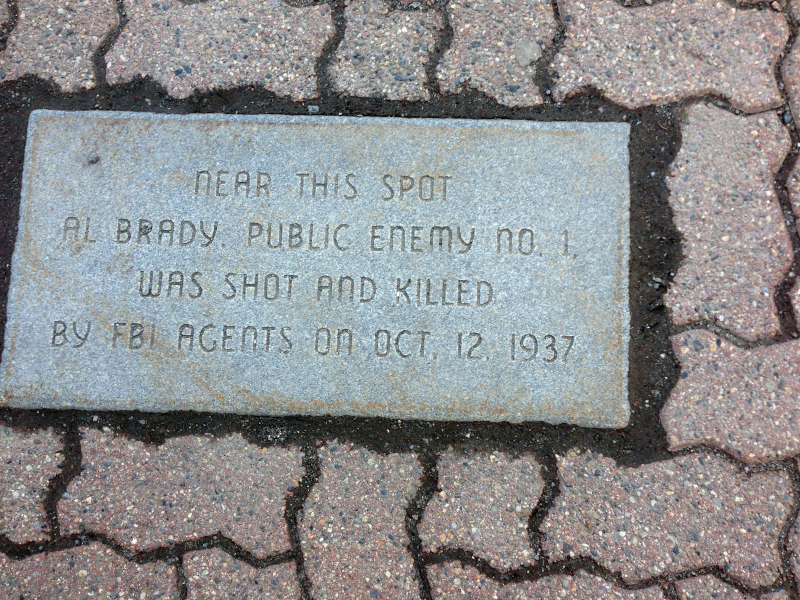 NEAR THIS SPOT
AL BRADY, PUBLIC ENEMY NO. 1,
WAS SHOT AND KILLED
BY FBI AGENTS ON OCT. 12, 1937.